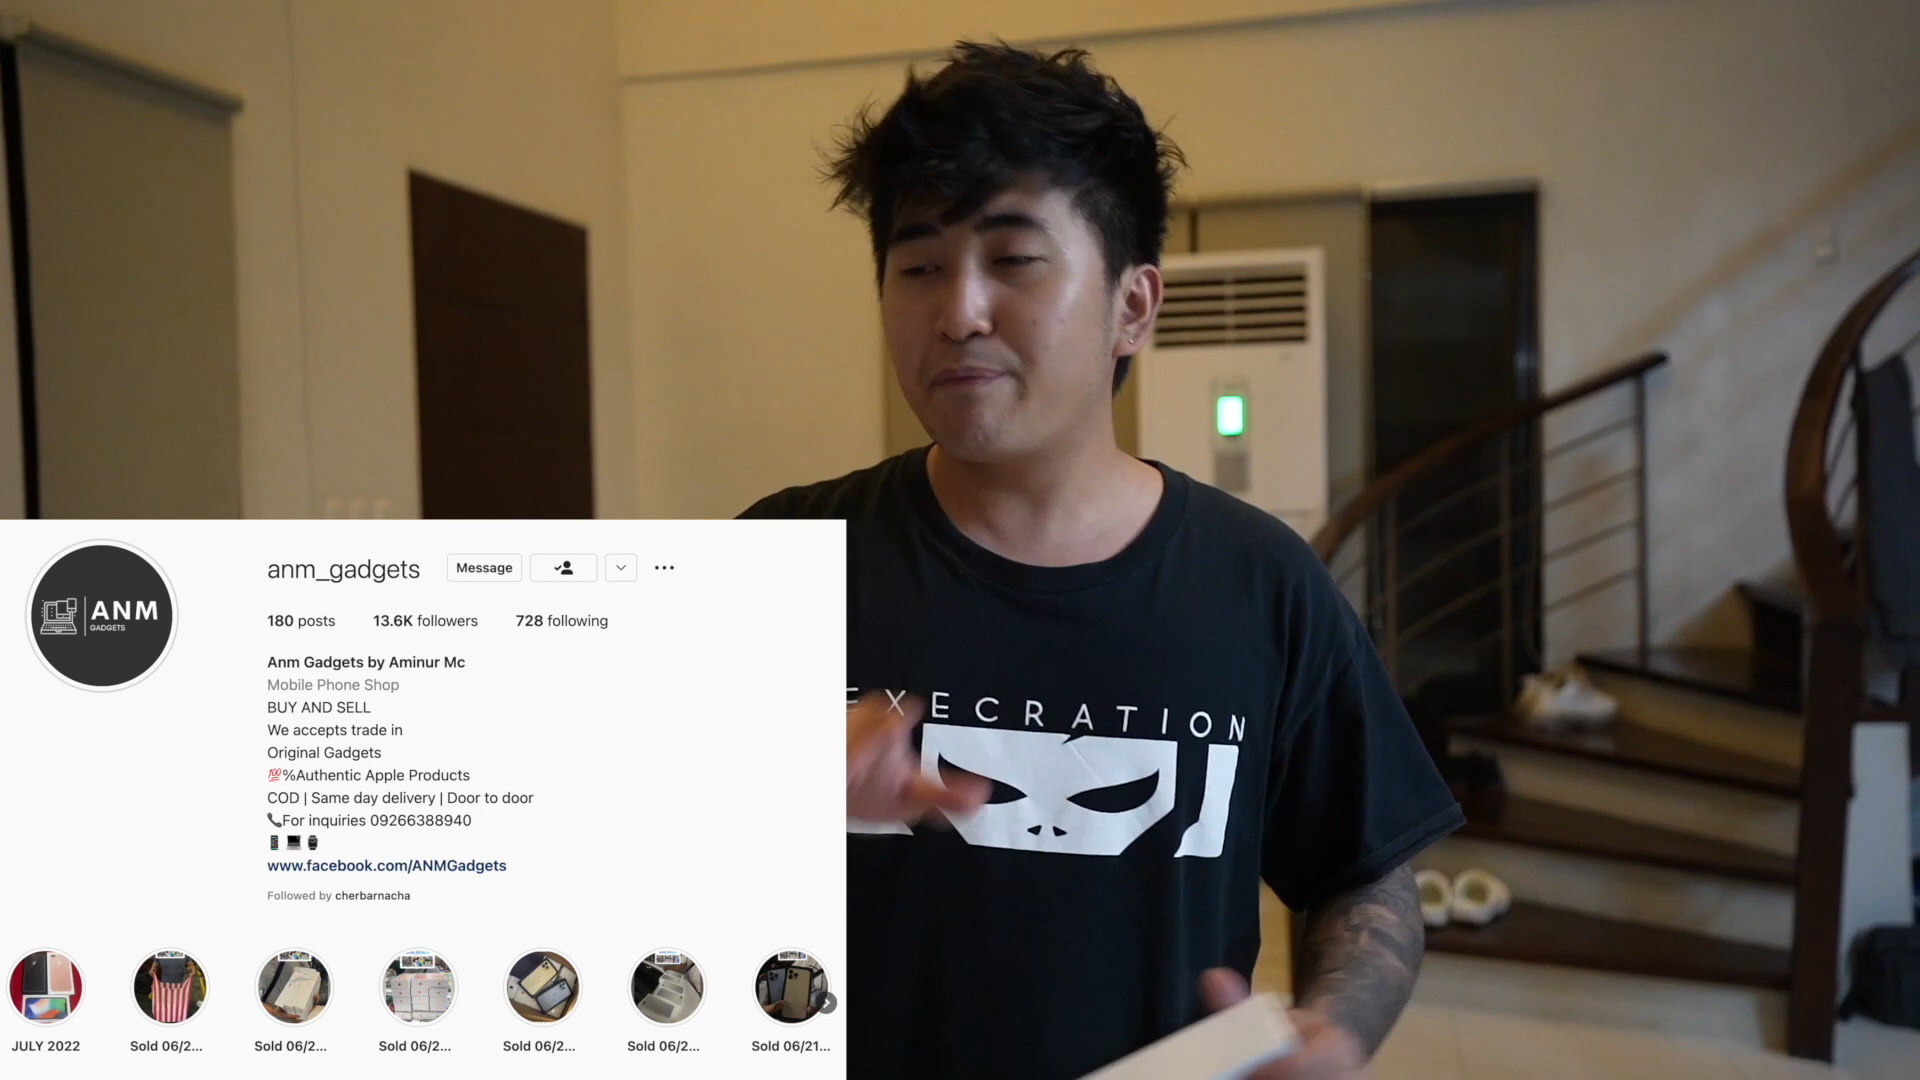 anm_gadgets
Message
180 posts
13.6K followers
728 following
ANM
GADGETS
Anm Gadgets by Aminur Mc
Mobile Phone Shop
BUY AND SELL
We accepts trade in
Original Gadgets
💯%Authentic Apple Products
COD | Same day delivery | Door to door
📞For inquiries 09266388940
www.facebook.com/ANMGadgets
Followed by cherbarnacha
JULY 2022
Sold 06/2...
Sold 06/2...
Sold 06/2...
Sold 06/2...
Sold 06/2...
Sold 06/21...
EXECRATION